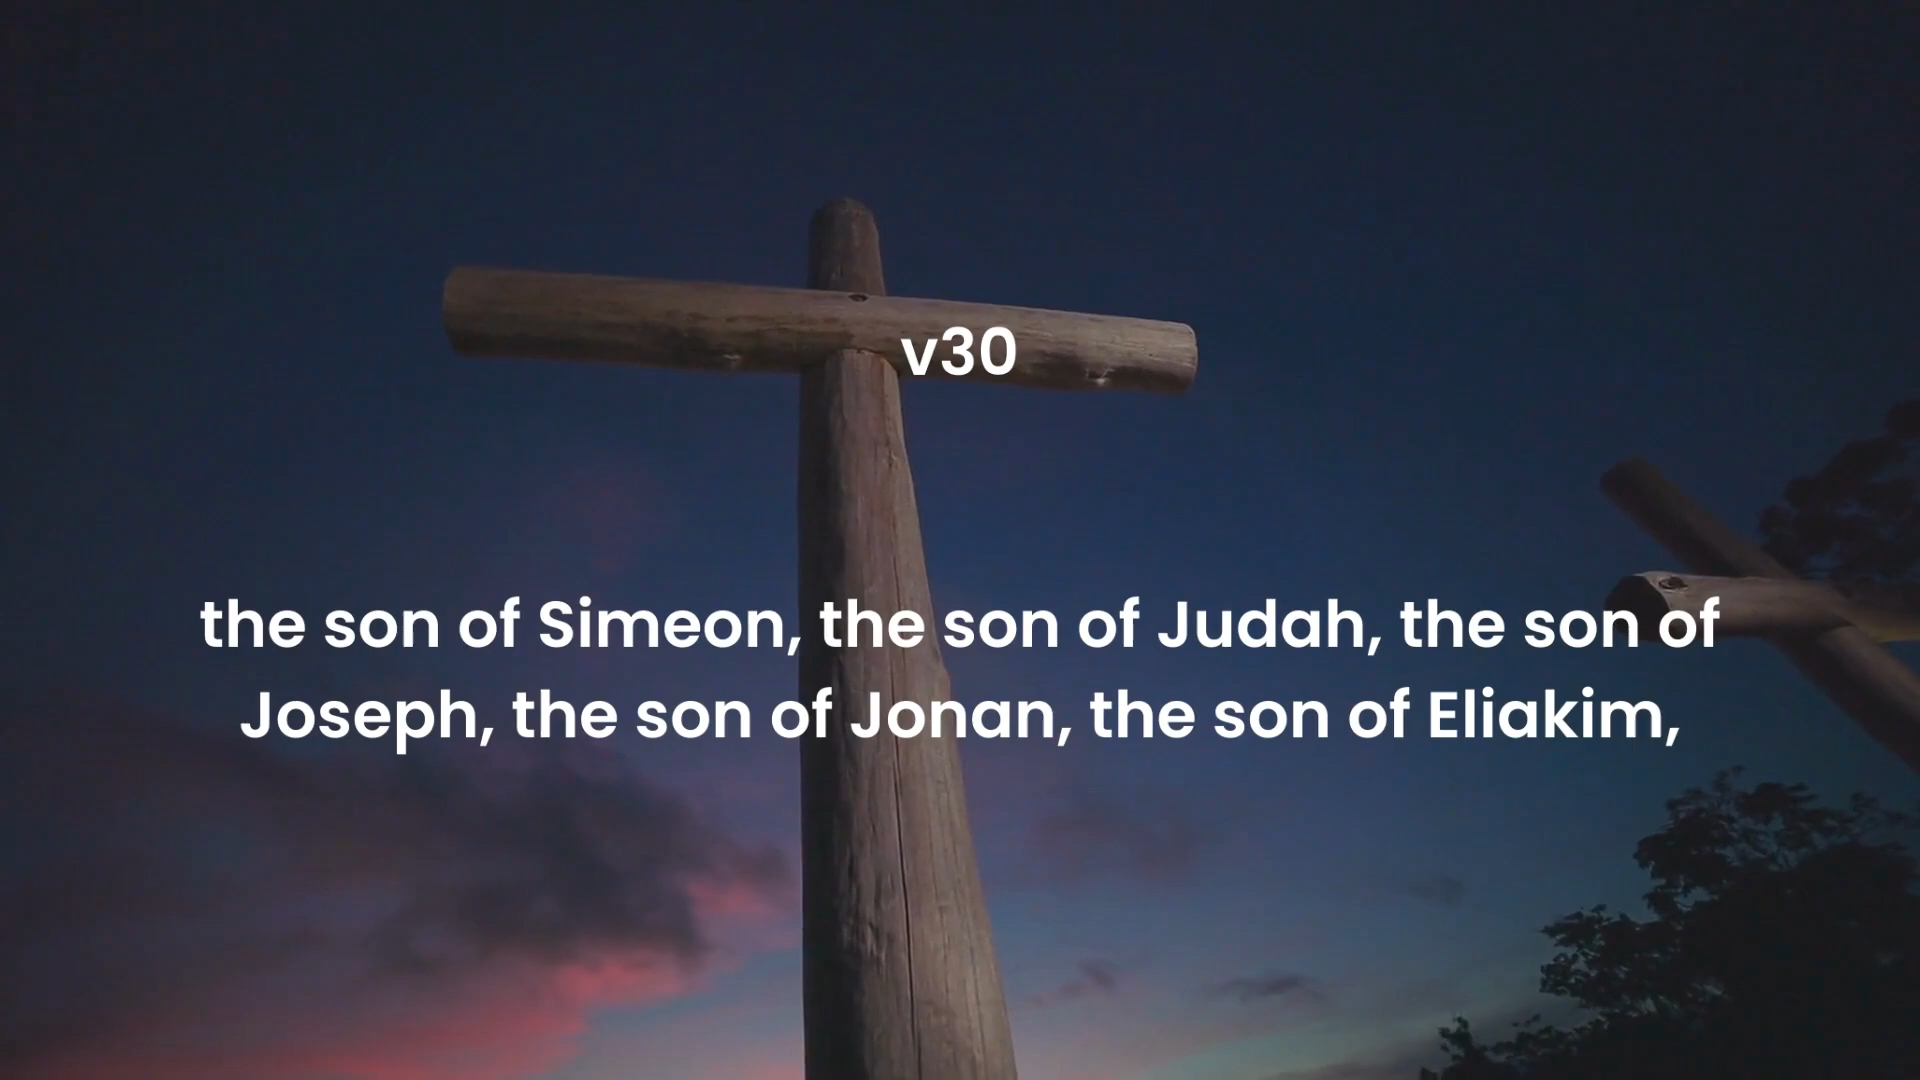 v30
the son of Simeon, the son of Judah, the son of
Joseph, the son of Jonan, the son of Eliakim,